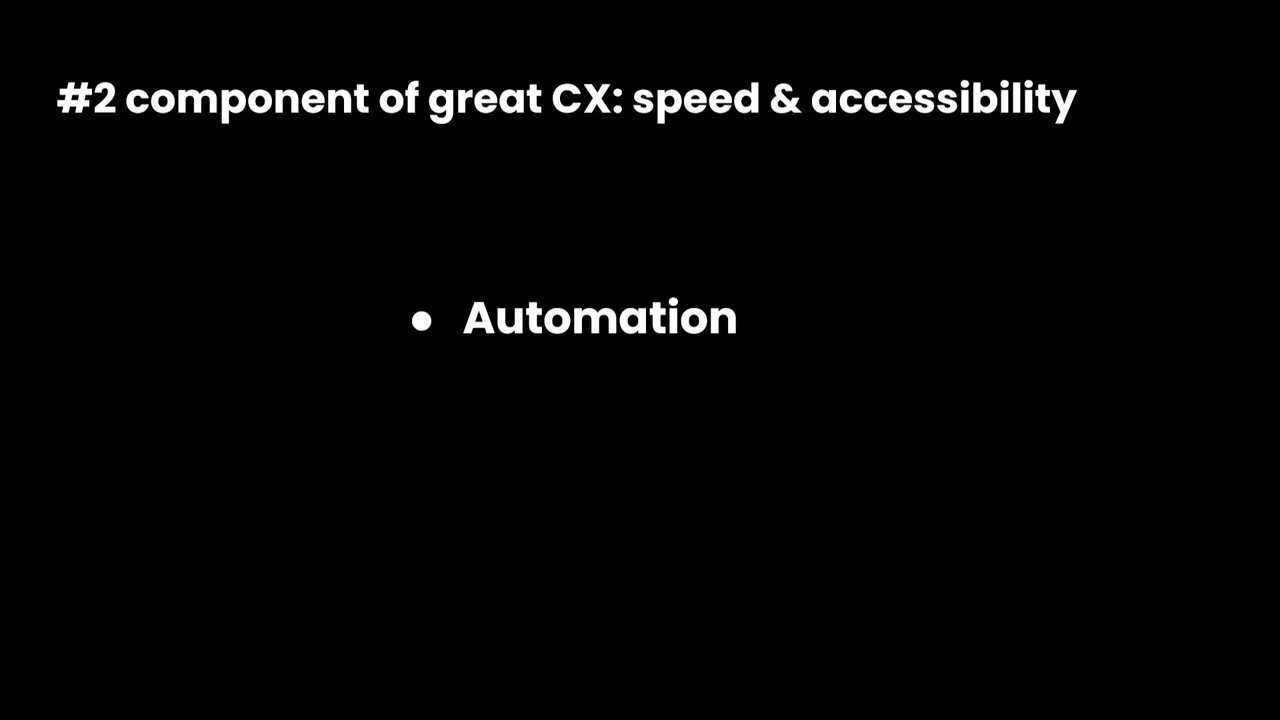 #2 component of great CX: speed & accessibility
● Automation